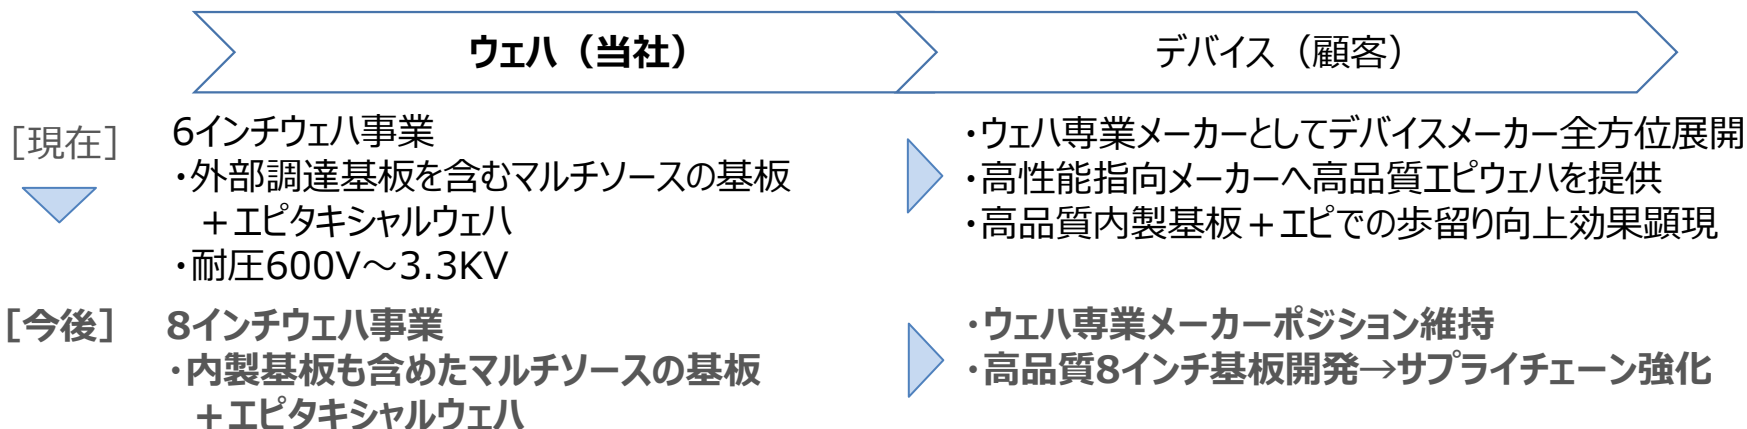 ウェハ（当社）
デバイス（顧客）
［現在］
6インチウェハ事業
・外部調達基板を含むマルチソースの基板
＋エピタキシャルウェハ
・耐圧600V～3.3KV
・ウェハ専業メーカーとしてデバイスメーカー全方位展開
・高性能指向メーカーへ高品質エピウェハを提供
・高品質内製基板＋エピでの歩留り向上効果顕現
［今後］
8インチウェハ事業
・内製基板も含めたマルチソースの基板
＋エピタキシャルウェハ
・ウェハ専業メーカーポジション維持
・高品質8インチ基板開発→サプライチェーン強化